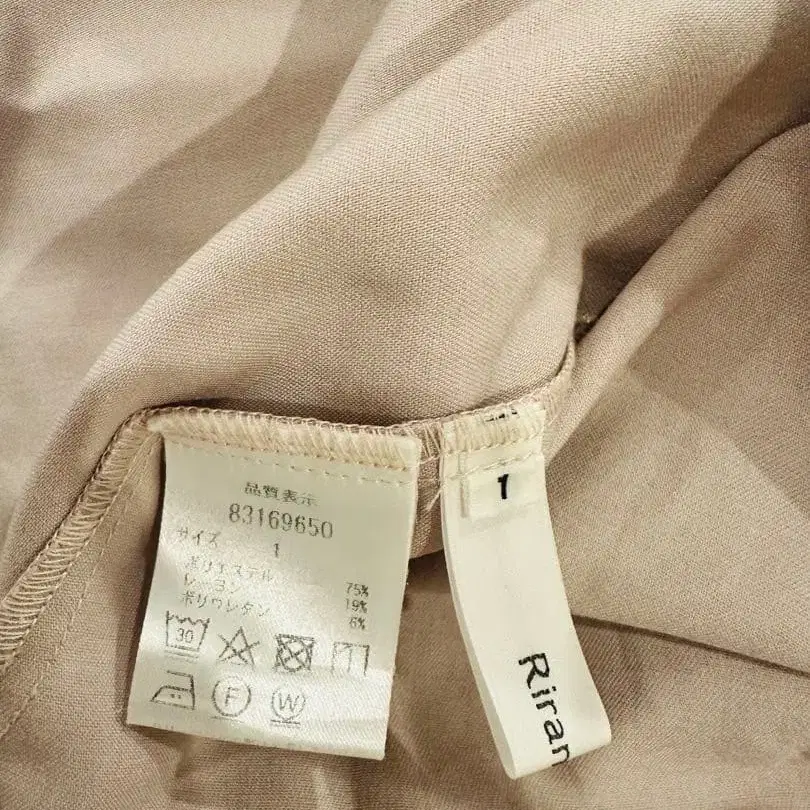 品質表示
83169650
サイズ 1
ポリエステル 75%
レーヨン 19%
ポリウレタン 6%
30
F W
1
Riran